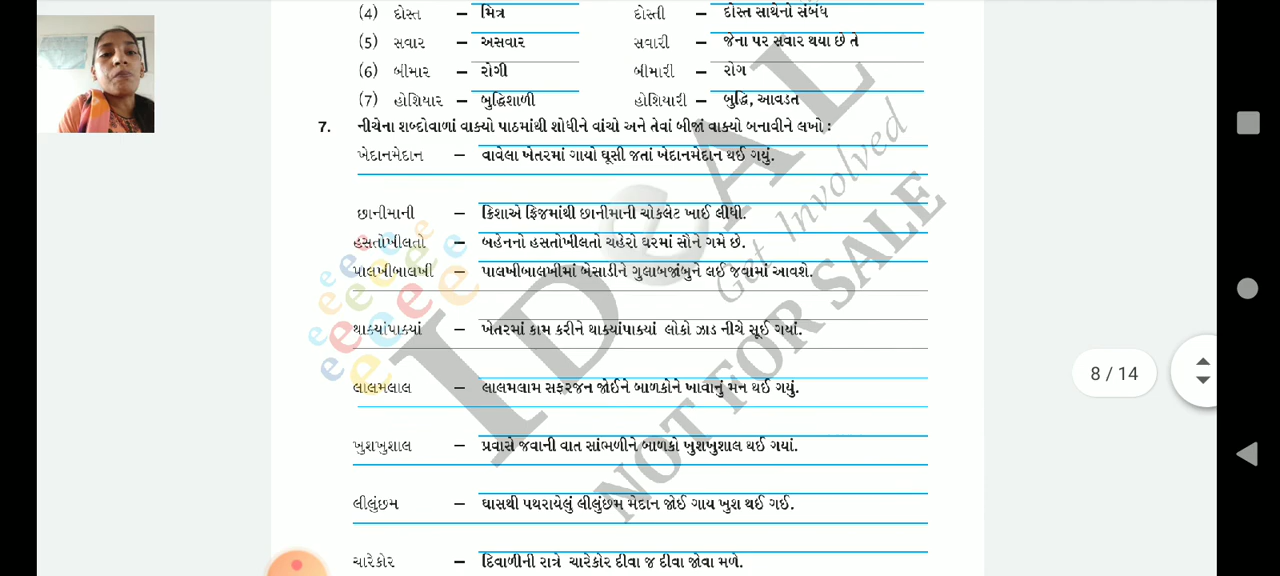 (4) દોસ્ત – મિત્ર દોસ્તી – દોસ્ત સાથેનો સંબંધ
(5) સવાર – અસવાર સવારી – જેના પર સવાર થયા છે તે
(6) બીમાર – રોગી બીમારી – રોગ
(7) હોશિયાર – બુદ્ધિશાળી હોશિયારી – બુદ્ધિ, આવડત
7. નીચેના શબ્દોવાળાં વાક્યો પાઠમાંથી શોધીને વાંચો અને તેવાં બીજાં વાક્યો બનાવીને લખો :
ખેદાનમેદાન – વાવેલા ખેતરમાં ગાયો ઘૂસી જતાં ખેદાનમેદાન થઈ ગયું.
છાનીમાની – ક્રિશાએ ફ્રિજમાંથી છાનીમાની ચોકલેટ ખાઈ લીધી.
હસતોખીલતો – બહેનનો હસતોખીલતો ચહેરો ઘરમાં સૌને ગમે છે.
પાલખીબાલખી – પાલખીબાલખીમાં બેસાડીને ગુલાબજાંબુને લઈ જવામાં આવશે.
થાક્યાંપાક્યાં – ખેતરમાં કામ કરીને થાક્યાંપાક્યાં લોકો ઝાડ નીચે સૂઈ ગયાં.
લાલમલાલ – લાલમલામ સફરજન જોઈને બાળકોને ખાવાનું મન થઈ ગયું.
ખુશખુશાલ – પ્રવાસે જવાની વાત સાંભળીને બાળકો ખુશખુશાલ થઈ ગયાં.
લીલુંછમ – ઘાસથી પથરાયેલું લીલુંછમ મેદાન જોઈ ગાય ખુશ થઈ ગઈ.
ચારેકોર – દિવાળીની રાત્રે ચારેકોર દીવા જ દીવા જોવા મળે.
IDeAL
Get Involved
NOT FOR SALE
8 / 14